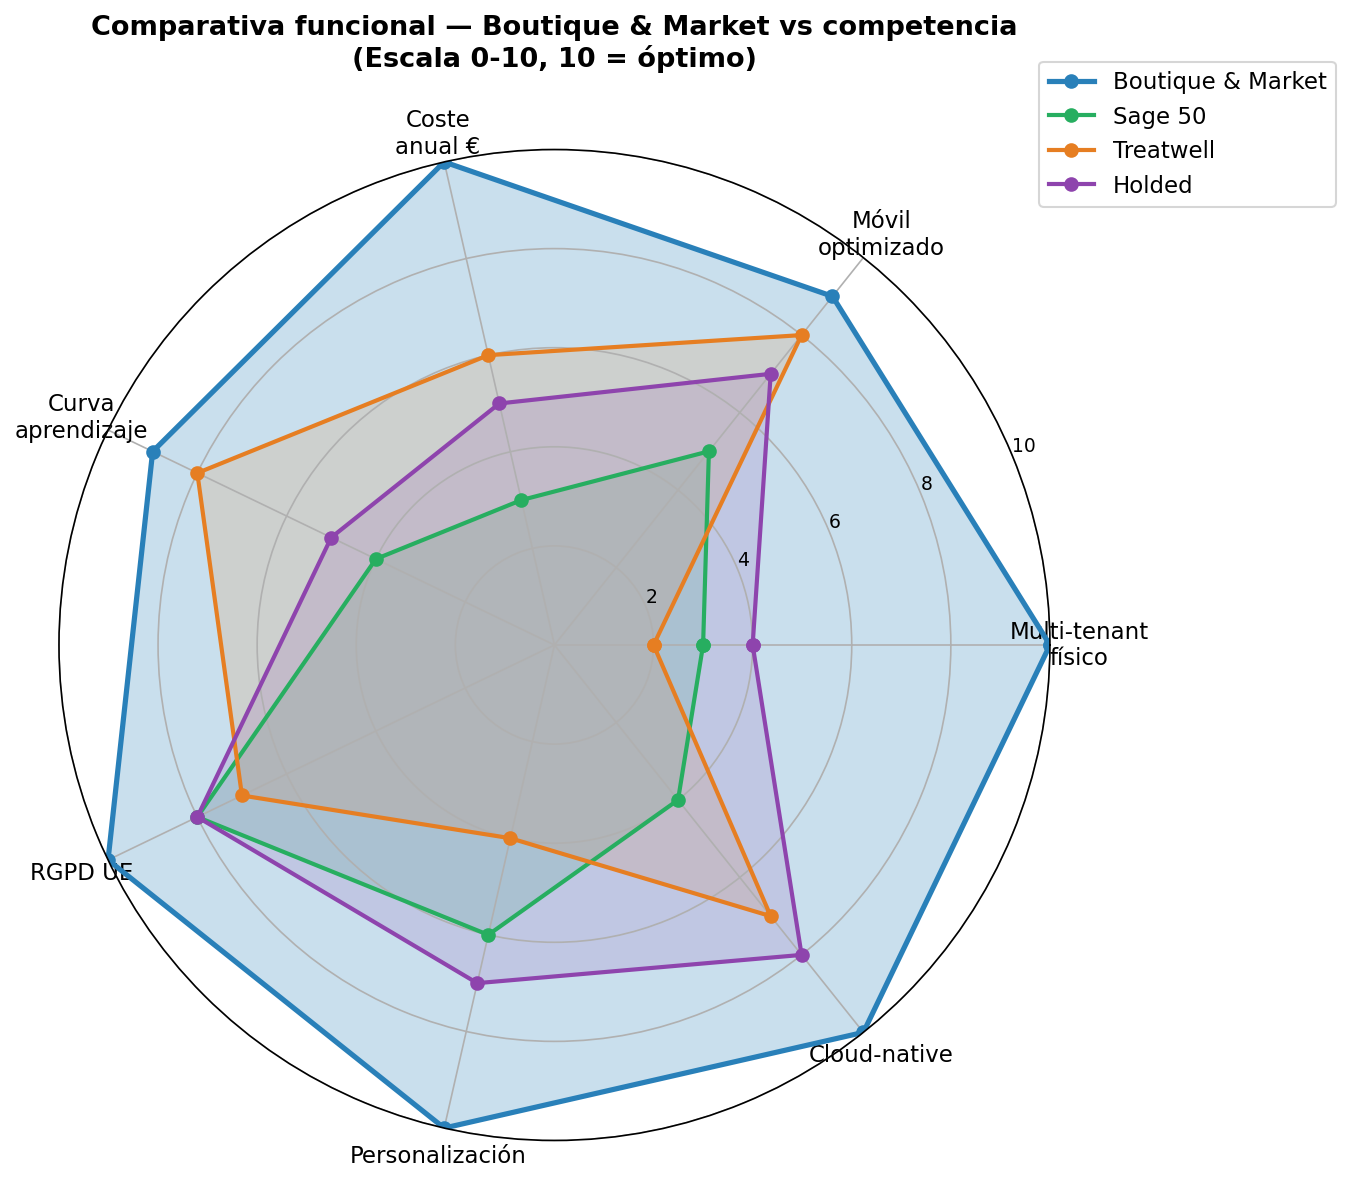 Comparativa funcional — Boutique & Market vs competencia
(Escala 0-10, 10 = óptimo)
Boutique & Market
Sage 50
Treatwell
Holded
Coste
anual €
Móvil
optimizado
Curva
aprendizaje
10
8
6
4
2
Multi-tenant
físico
RGPD UE
Cloud-native
Personalización